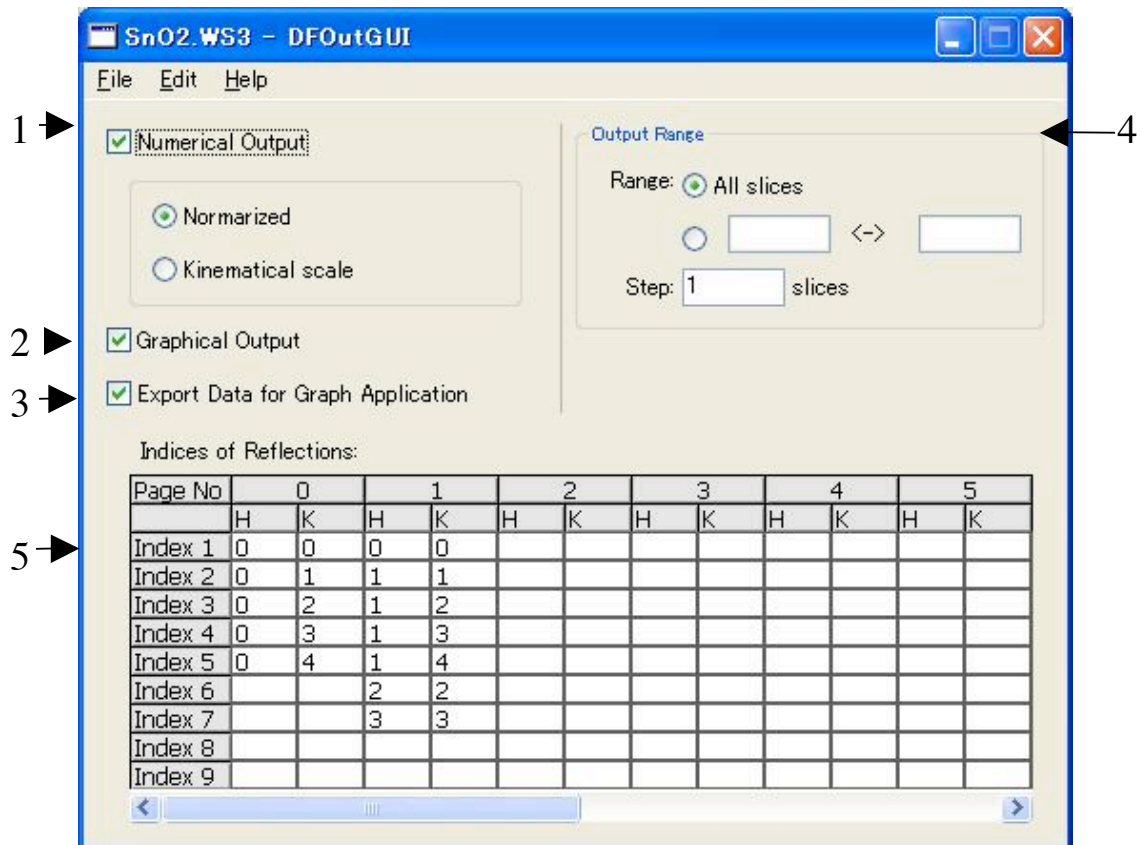 SnO2.WS3 - DFOutGUI
File Edit Help
1
Numerical Output
Normarized
Kinematical scale
2
Graphical Output
3
Export Data for Graph Application
4
Output Range
Range: All slices
<->
Step: 1 slices
Indices of Reflections:
Page No 0 1 2 3 4 5
H K H K H K H K H K H K
5
Index 1 0 0 0 0
Index 2 0 1 1 1
Index 3 0 2 1 2
Index 4 0 3 1 3
Index 5 0 4 1 4
Index 6 2 2
Index 7 3 3
Index 8
Index 9